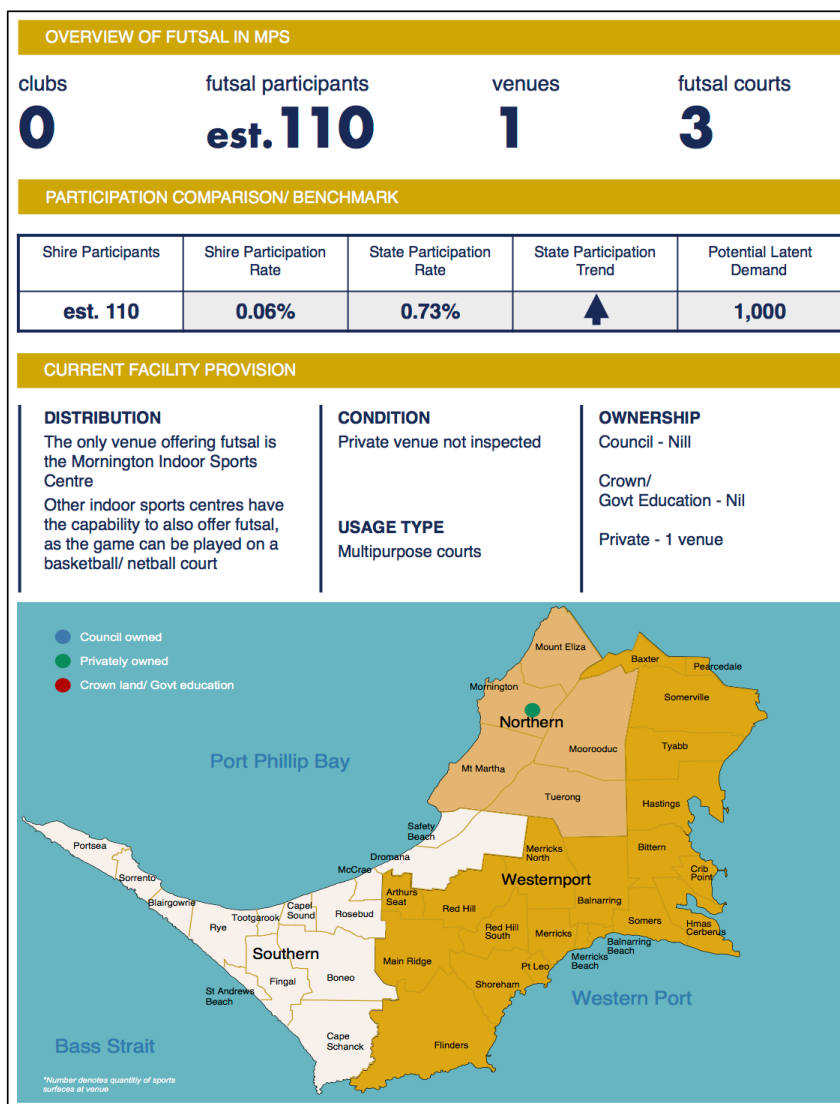 OVERVIEW OF FUTSAL IN MPS
clubs
0
futsal participants
est. 110
venues
1
futsal courts
3
PARTICIPATION COMPARISON/ BENCHMARK
Shire Participants
Shire Participation
Rate
State Participation
Rate
State Participation
Trend
Potential Latent
Demand
est. 110
0.06%
0.73%
1,000
CURRENT FACILITY PROVISION
DISTRIBUTION
The only venue offering futsal is
the Mornington Indoor Sports
Centre
Other indoor sports centres have
the capability to also offer futsal,
as the game can be played on a
basketball/ netball court
CONDITION
Private venue not inspected
USAGE TYPE
Multipurpose courts
OWNERSHIP
Council - Nill
Crown/
Govt Education - Nil
Private - 1 venue
Council owned
Privately owned
Crown land/ Govt education
Mount Eliza
Baxter
Pearcedale
Mornington
Somerville
Northern
Moorooduc
Tyabb
Port Phillip Bay
Mt Martha
Tuerong
Hastings
Safety
Beach
Portsea
Dromana
Merricks
North
Bittern
Sorrento
McCrae
Crib
Point
Westernport
Blairgowrie
Arthurs
Seat
Balnarring
Capel
Sound
Rosebud
Red Hill
Tootgarook
Rye
Red Hill
South
Merricks
Somers
Hmas
Cerberus
Balnarring
Beach
Southern
Main Ridge
Merricks
Beach
Pt Leo
Boneo
Fingal
Shoreham
St Andrews
Beach
Western Port
Cape
Schanck
Flinders
Bass Strait
*Number denotes quantitiy of sports
surfaces at venue